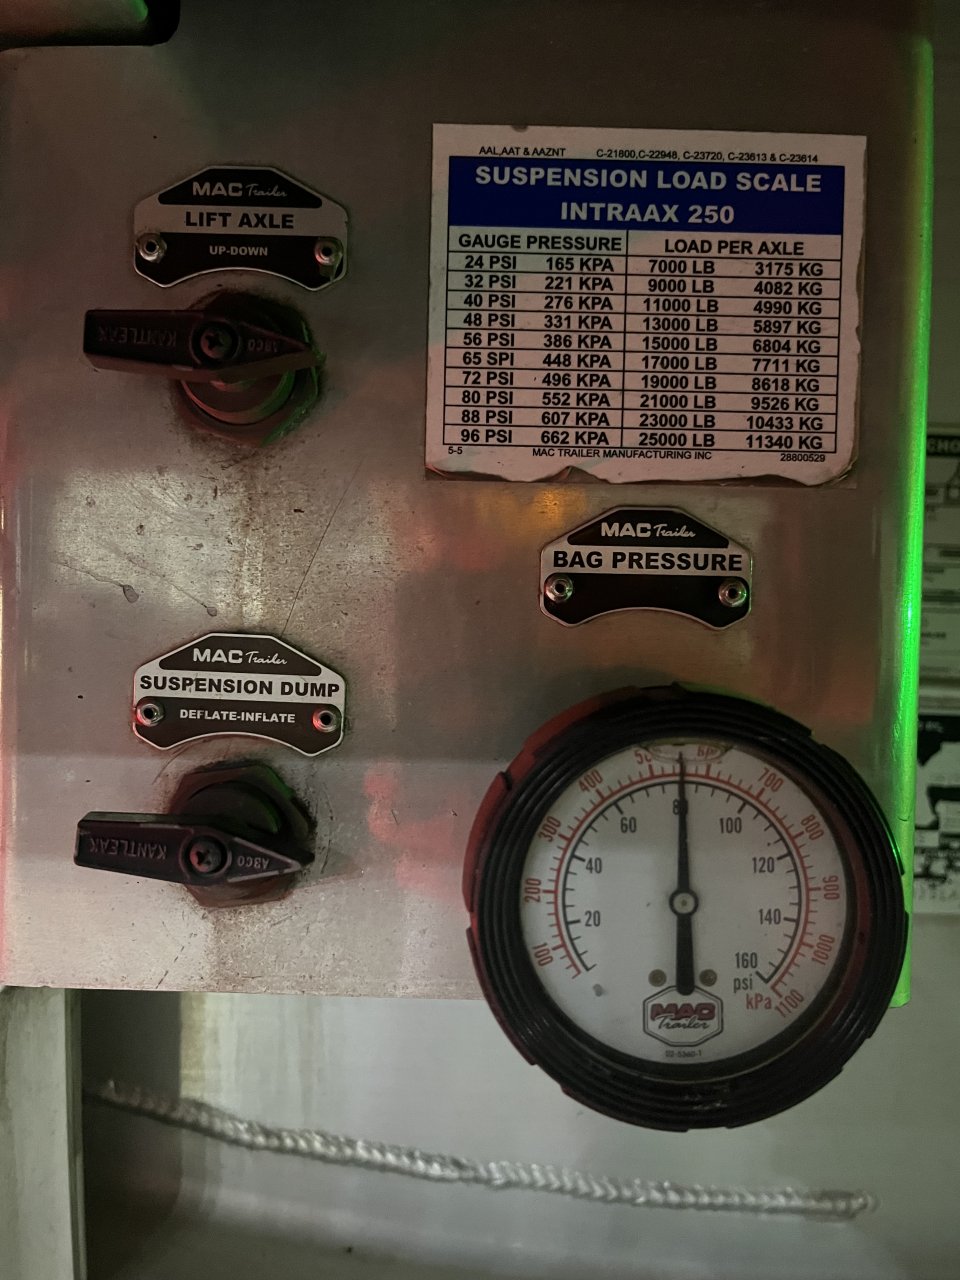 AAL,AAT & AAZNT C-21800,C-22948, C-23720, C-23613 & C-23614
SUSPENSION LOAD SCALE
INTRAAX 250
GAUGE PRESSURE LOAD PER AXLE
24 PSI 165 KPA 7000 LB 3175 KG
32 PSI 221 KPA 9000 LB 4082 KG
40 PSI 276 KPA 11000 LB 4990 KG
48 PSI 331 KPA 13000 LB 5897 KG
56 PSI 386 KPA 15000 LB 6804 KG
65 SPI 448 KPA 17000 LB 7711 KG
72 PSI 496 KPA 19000 LB 8618 KG
80 PSI 552 KPA 21000 LB 9526 KG
88 PSI 607 KPA 23000 LB 10433 KG
96 PSI 662 KPA 25000 LB 11340 KG
5-5 MAC TRAILER MANUFACTURING INC 28800529
MAC Trailer
LIFT AXLE
UP-DOWN
KANTLEAK ABCO
MAC Trailer
BAG PRESSURE
MAC Trailer
SUSPENSION DUMP
DEFLATE-INFLATE
KANTLEAK ABCO
100 200 300 400 700 800 900 1000 1100
kPa
20 40 60 80 100 120 140 160
psi
MAC
Trailer
02-5360-1